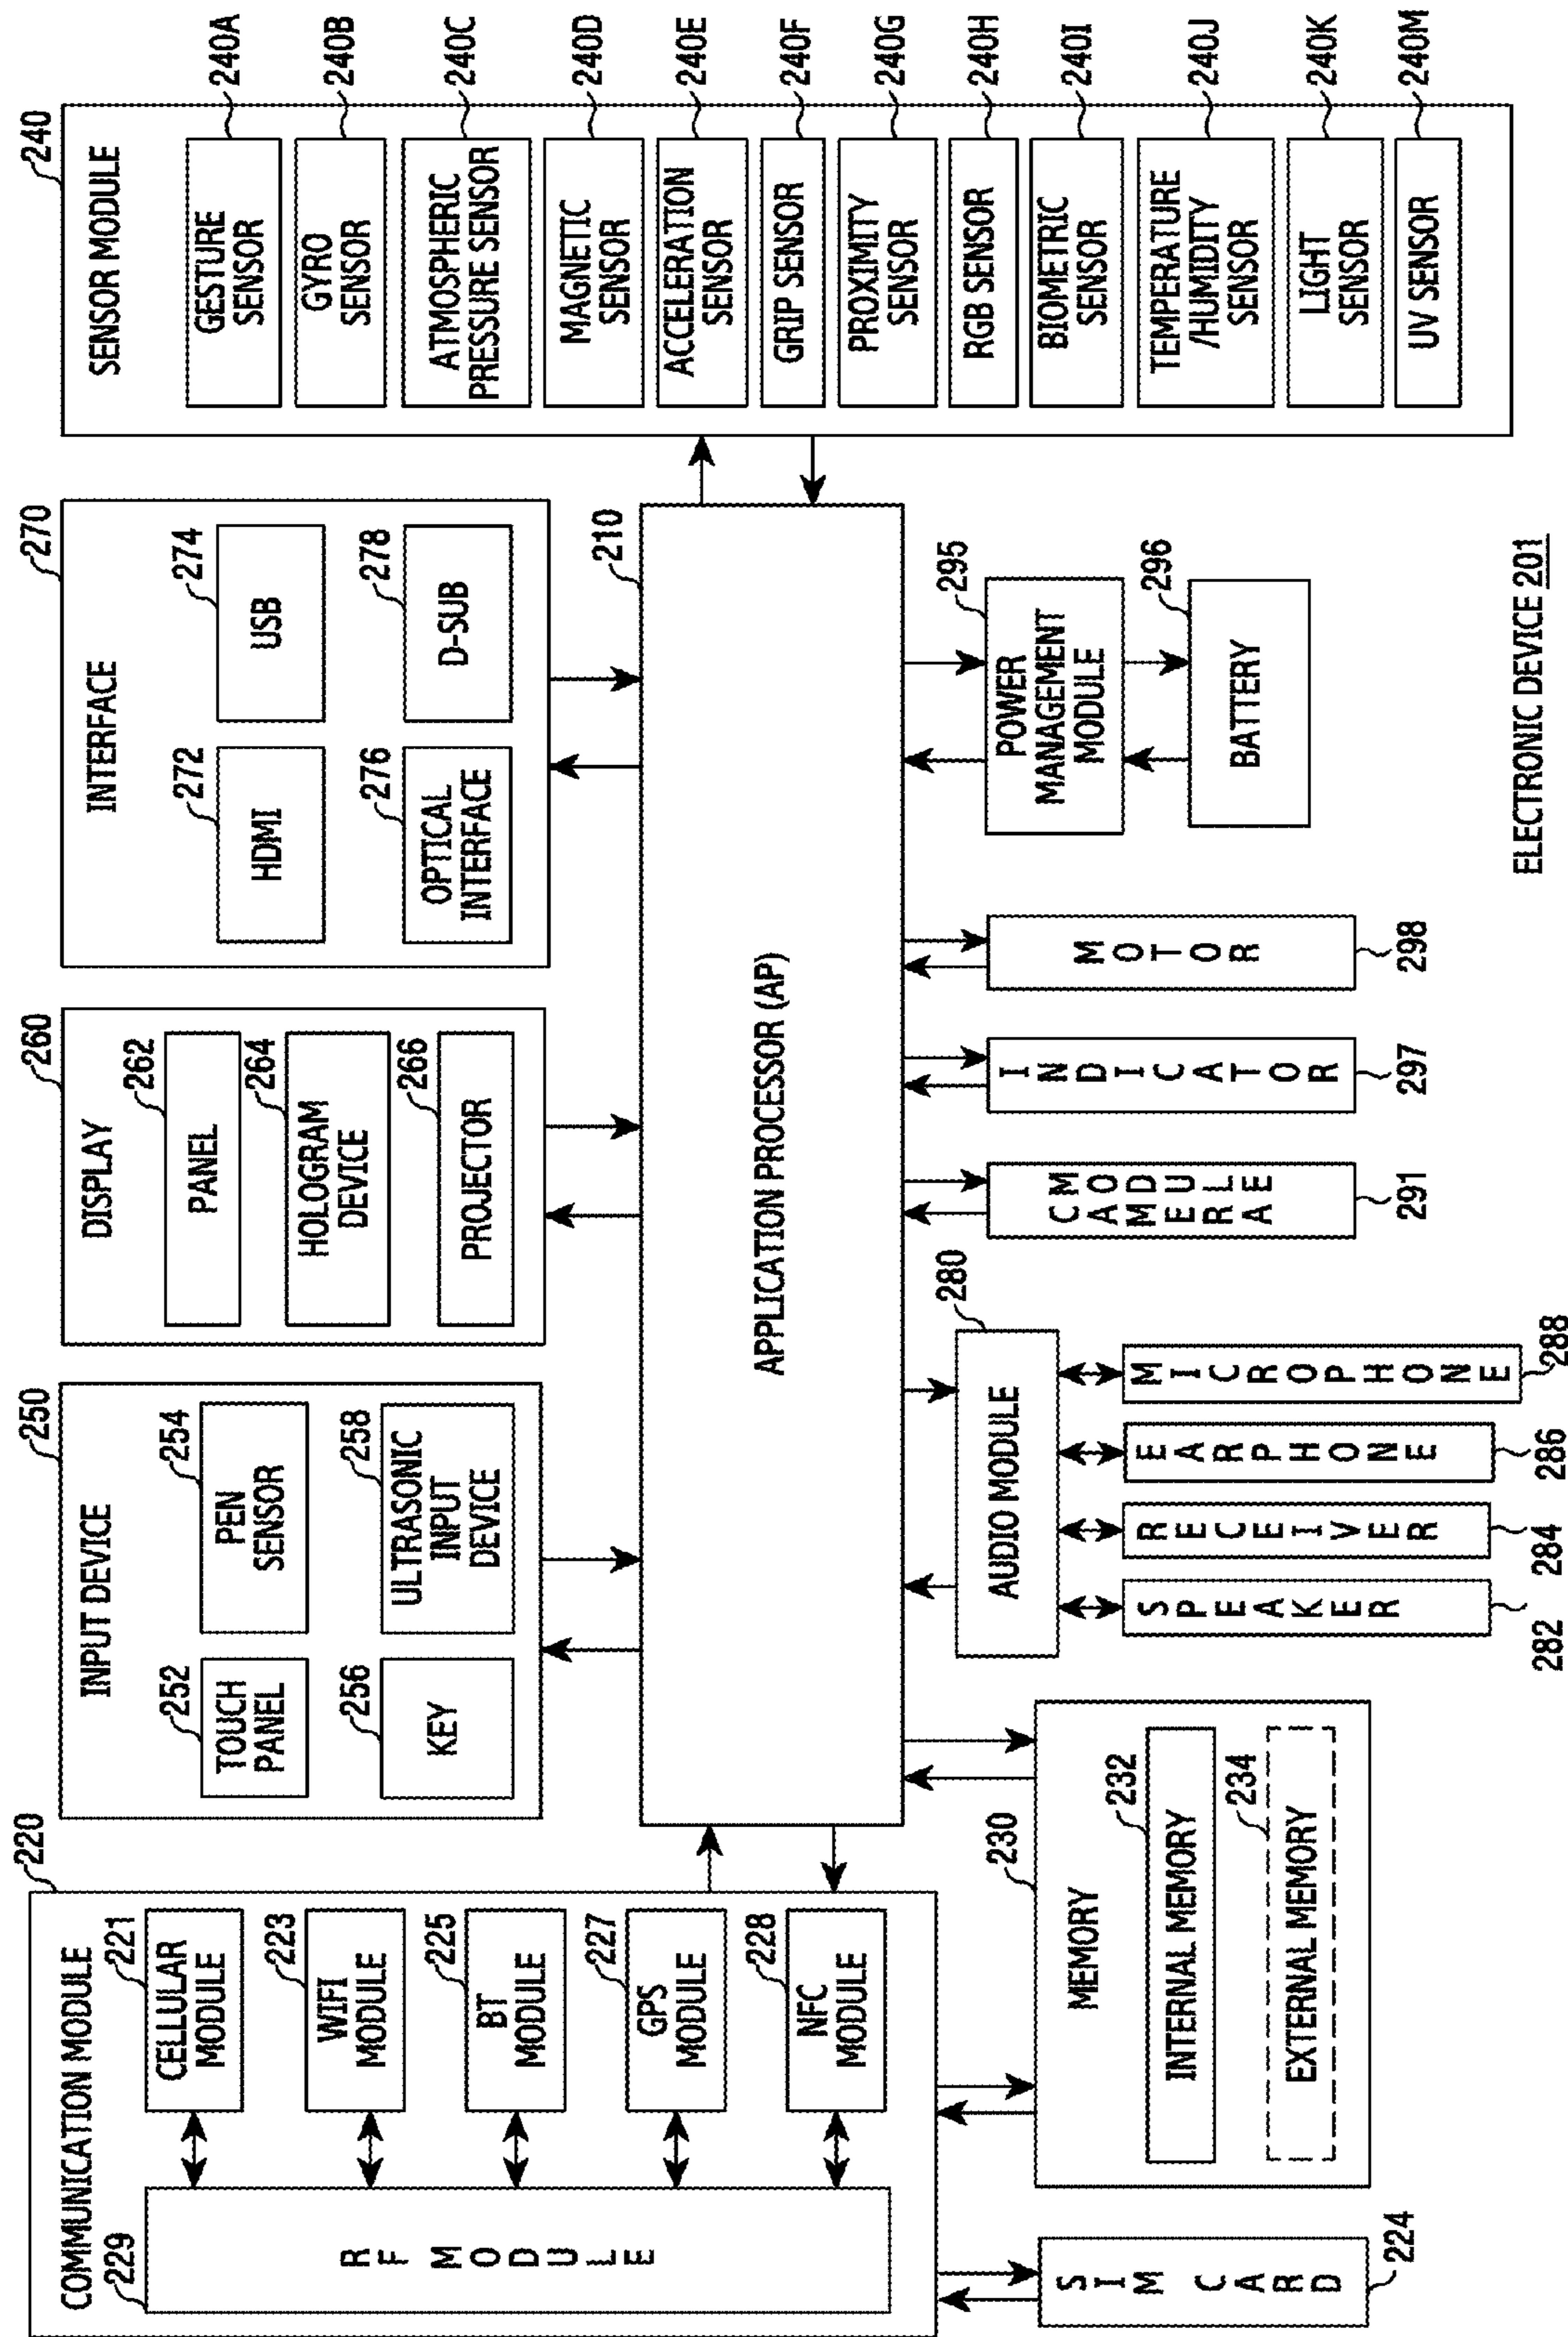 COMMUNICATION MODULE
220
229
RF MODULE
221
CELLULAR
MODULE
223
WIFI
MODULE
225
BT
MODULE
227
GPS
MODULE
228
NFC
MODULE
SIM CARD
224
230
MEMORY
232
INTERNAL MEMORY
234
EXTERNAL MEMORY
250
INPUT DEVICE
252
TOUCH
PANEL
254
PEN
SENSOR
256
KEY
258
ULTRASONIC
INPUT
DEVICE
260
DISPLAY
262
PANEL
264
HOLOGRAM
DEVICE
266
PROJECTOR
270
INTERFACE
272
HDMI
274
USB
276
OPTICAL
INTERFACE
278
D-SUB
210
APPLICATION PROCESSOR (AP)
240
SENSOR MODULE
GESTURE
SENSOR
240A
GYRO
SENSOR
240B
ATMOSPHERIC
PRESSURE SENSOR
240C
MAGNETIC
SENSOR
240D
ACCELERATION
SENSOR
240E
GRIP SENSOR
240F
PROXIMITY
SENSOR
240G
RGB SENSOR
240H
BIOMETRIC
SENSOR
240I
TEMPERATURE
/HUMIDITY
SENSOR
240J
LIGHT
SENSOR
240K
UV SENSOR
240M
280
AUDIO MODULE
SPEAKER
282
RECEIVER
284
EARPHONE
286
MICROPHONE
288
CAMERA
MODULE
291
INDICATOR
297
MOTOR
298
295
POWER
MANAGEMENT
MODULE
296
BATTERY
ELECTRONIC DEVICE 201